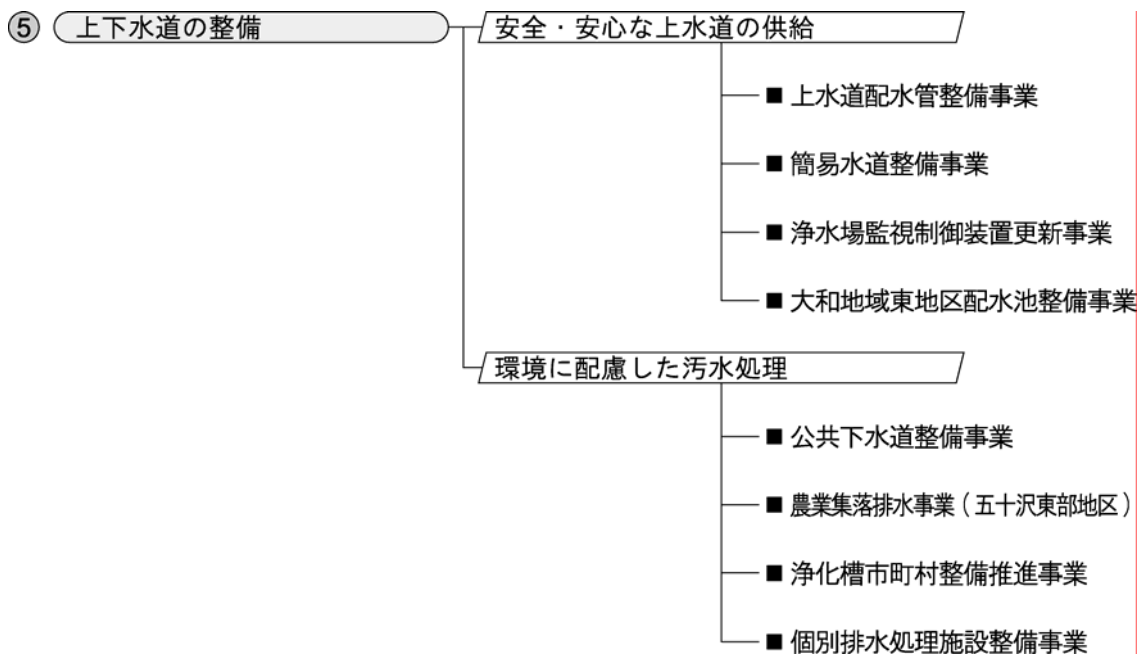 ⑤ 上下水道の整備
安全・安心な上水道の供給
■ 上水道配水管整備事業
■ 簡易水道整備事業
■ 浄水場監視制御装置更新事業
■ 大和地域東地区配水池整備事業
環境に配慮した汚水処理
■ 公共下水道整備事業
■ 農業集落排水事業（五十沢東部地区）
■ 浄化槽市町村整備推進事業
■ 個別排水処理施設整備事業